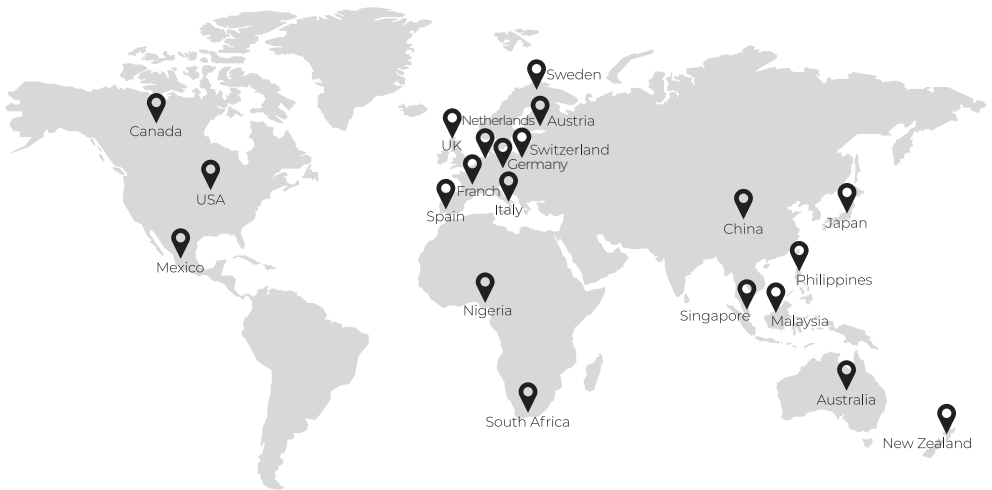 Sweden
Canada
Netherlands
Austria
UK
Switzerland
Germany
USA
Franch
Italy
Spain
China
Japan
Mexico
Philippines
Nigeria
Singapore
Malaysia
Australia
South Africa
New Zealand